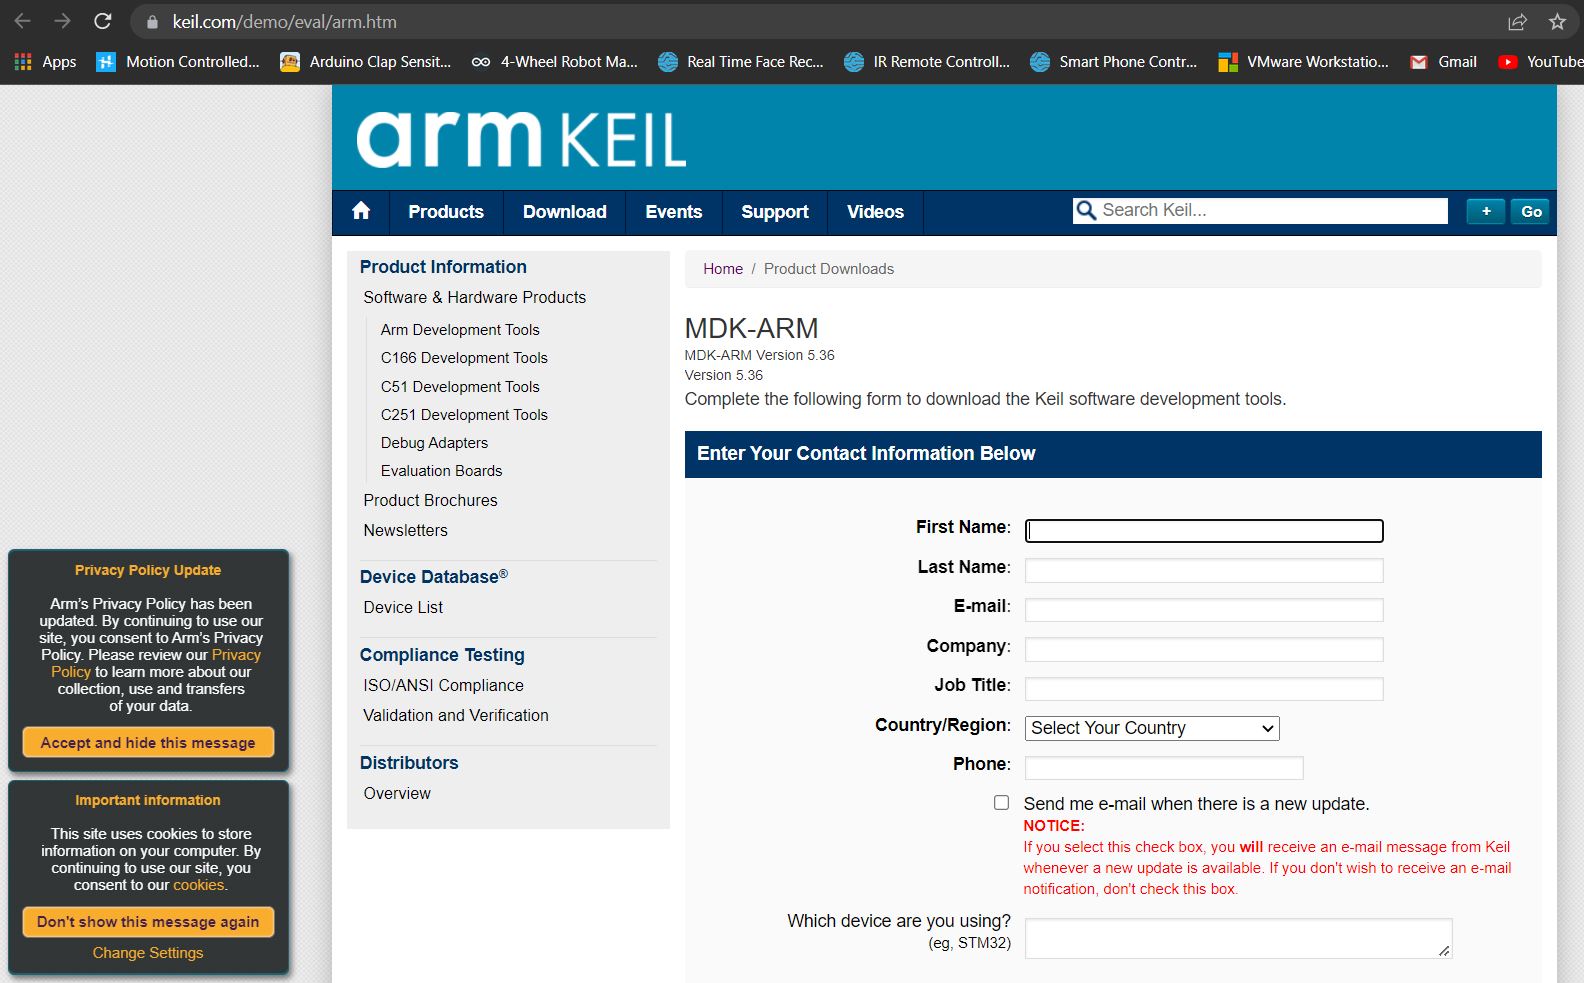 keil.com/demo/eval/arm.htm
Apps
Motion Controlled...
Arduino Clap Sensit...
4-Wheel Robot Ma...
Real Time Face Rec...
IR Remote Controll...
Smart Phone Contr...
VMware Workstatio...
Gmail
YouTube
arm KEIL
Products
Download
Events
Support
Videos
Search Keil...
+
Go
Product Information
Software & Hardware Products
Arm Development Tools
C166 Development Tools
C51 Development Tools
C251 Development Tools
Debug Adapters
Evaluation Boards
Product Brochures
Newsletters
Device Database®
Device List
Compliance Testing
ISO/ANSI Compliance
Validation and Verification
Distributors
Overview
Home / Product Downloads
MDK-ARM
MDK-ARM Version 5.36
Version 5.36
Complete the following form to download the Keil software development tools.
Enter Your Contact Information Below
First Name:
Last Name:
E-mail:
Company:
Job Title:
Country/Region: Select Your Country
Phone:
Send me e-mail when there is a new update.
NOTICE:
If you select this check box, you will receive an e-mail message from Keil
whenever a new update is available. If you don't wish to receive an e-mail
notification, don't check this box.
Which device are you using?
(eg, STM32)
Privacy Policy Update
Arm's Privacy Policy has been
updated. By continuing to use our
site, you consent to Arm's Privacy
Policy. Please review our Privacy
Policy to learn more about our
collection, use and transfers
of your data.
Accept and hide this message
Important information
This site uses cookies to store
information on your computer. By
continuing to use our site, you
consent to our cookies.
Don't show this message again
Change Settings